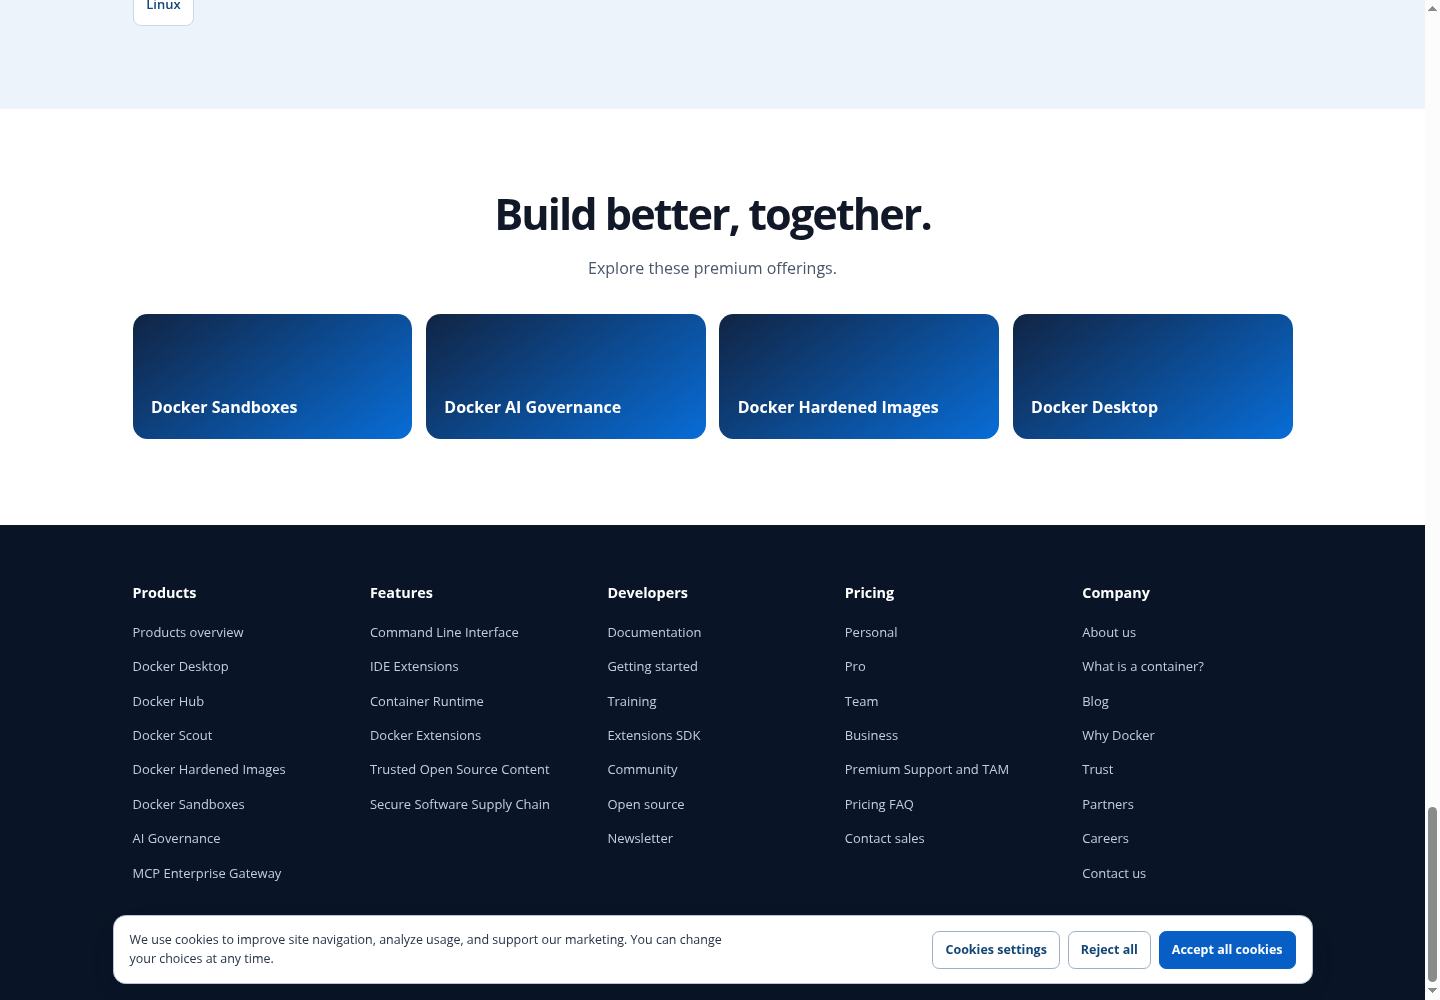 Linux
Build better, together.
Explore these premium offerings.
Docker Sandboxes
Docker AI Governance
Docker Hardened Images
Docker Desktop
Products
Products overview
Docker Desktop
Docker Hub
Docker Scout
Docker Hardened Images
Docker Sandboxes
AI Governance
MCP Enterprise Gateway
Features
Command Line Interface
IDE Extensions
Container Runtime
Docker Extensions
Trusted Open Source Content
Secure Software Supply Chain
Developers
Documentation
Getting started
Training
Extensions SDK
Community
Open source
Newsletter
Pricing
Personal
Pro
Team
Business
Premium Support and TAM
Pricing FAQ
Contact sales
Company
About us
What is a container?
Blog
Why Docker
Trust
Partners
Careers
Contact us
We use cookies to improve site navigation, analyze usage, and support our marketing. You can change
your choices at any time.
Cookies settings
Reject all
Accept all cookies